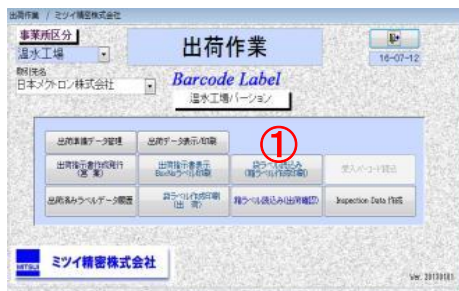 出荷作業 / ミツイ精密株式会社
事業所区分
温水工場
出荷作業
16-07-12
取引先名
日本メクトロン株式会社
Barcode Label
温水工場バージョン
①
出荷準備データ管理
出荷データ表示/印刷
出荷指示書作成発行
(営 業)
出荷指示書表示
BoxNoラベル印刷
袋ラベル読込み
(箱ラベル作成印刷)
受入バーコード読込
出荷済みラベルデータ履歴
袋ラベル作成印刷
(出 荷)
箱ラベル読込み(出荷確認)
Inspection Data 作成
MITSUI
ミツイ精密株式会社